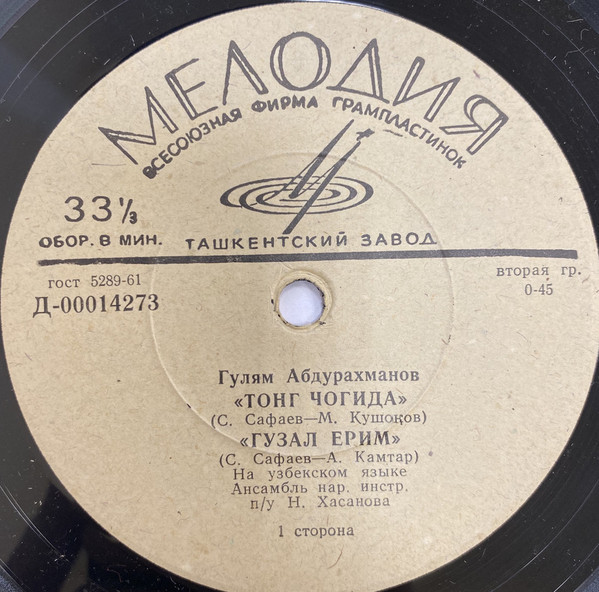 МЕЛОДИЯ
ВСЕСОЮЗНАЯ ФИРМА ГРАМПЛАСТИНОК
33⅓
ОБОР. В МИН.
ТАШКЕНТСКИЙ ЗАВОД
гост 5289-61
Д-00014273
вторая гр.
0-45
Гулям Абдурахманов
«ТОНГ ЧОГИДА»
(С. Сафаев—М. Кушоков)
«ГУЗАЛ ЕРИМ»
(С. Сафаев—А. Камтар)
На узбекском языке
Ансамбль нар. инстр.
п/у Н. Хасанова
1 сторона